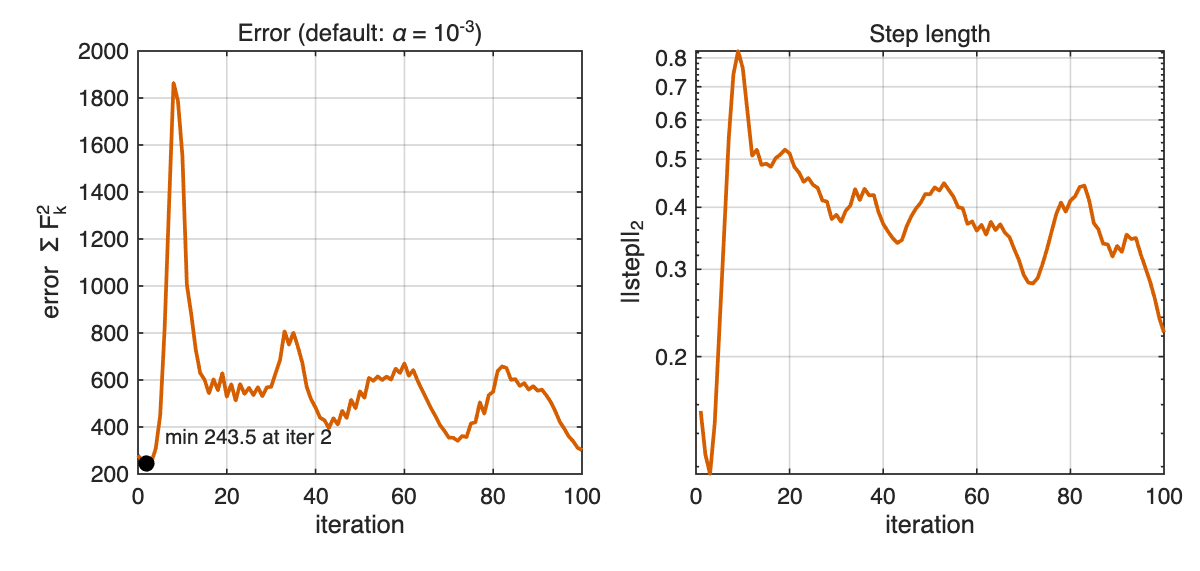 Error (default: α = 10⁻³)
2000
1800
1600
1400
1200
1000
800
600
400
200
error Σ F²ₖ
min 243.5 at iter 2
0 20 40 60 80 100
iteration
Step length
0.8
0.7
0.6
0.5
0.4
0.3
0.2
||step||₂
0 20 40 60 80 100
iteration